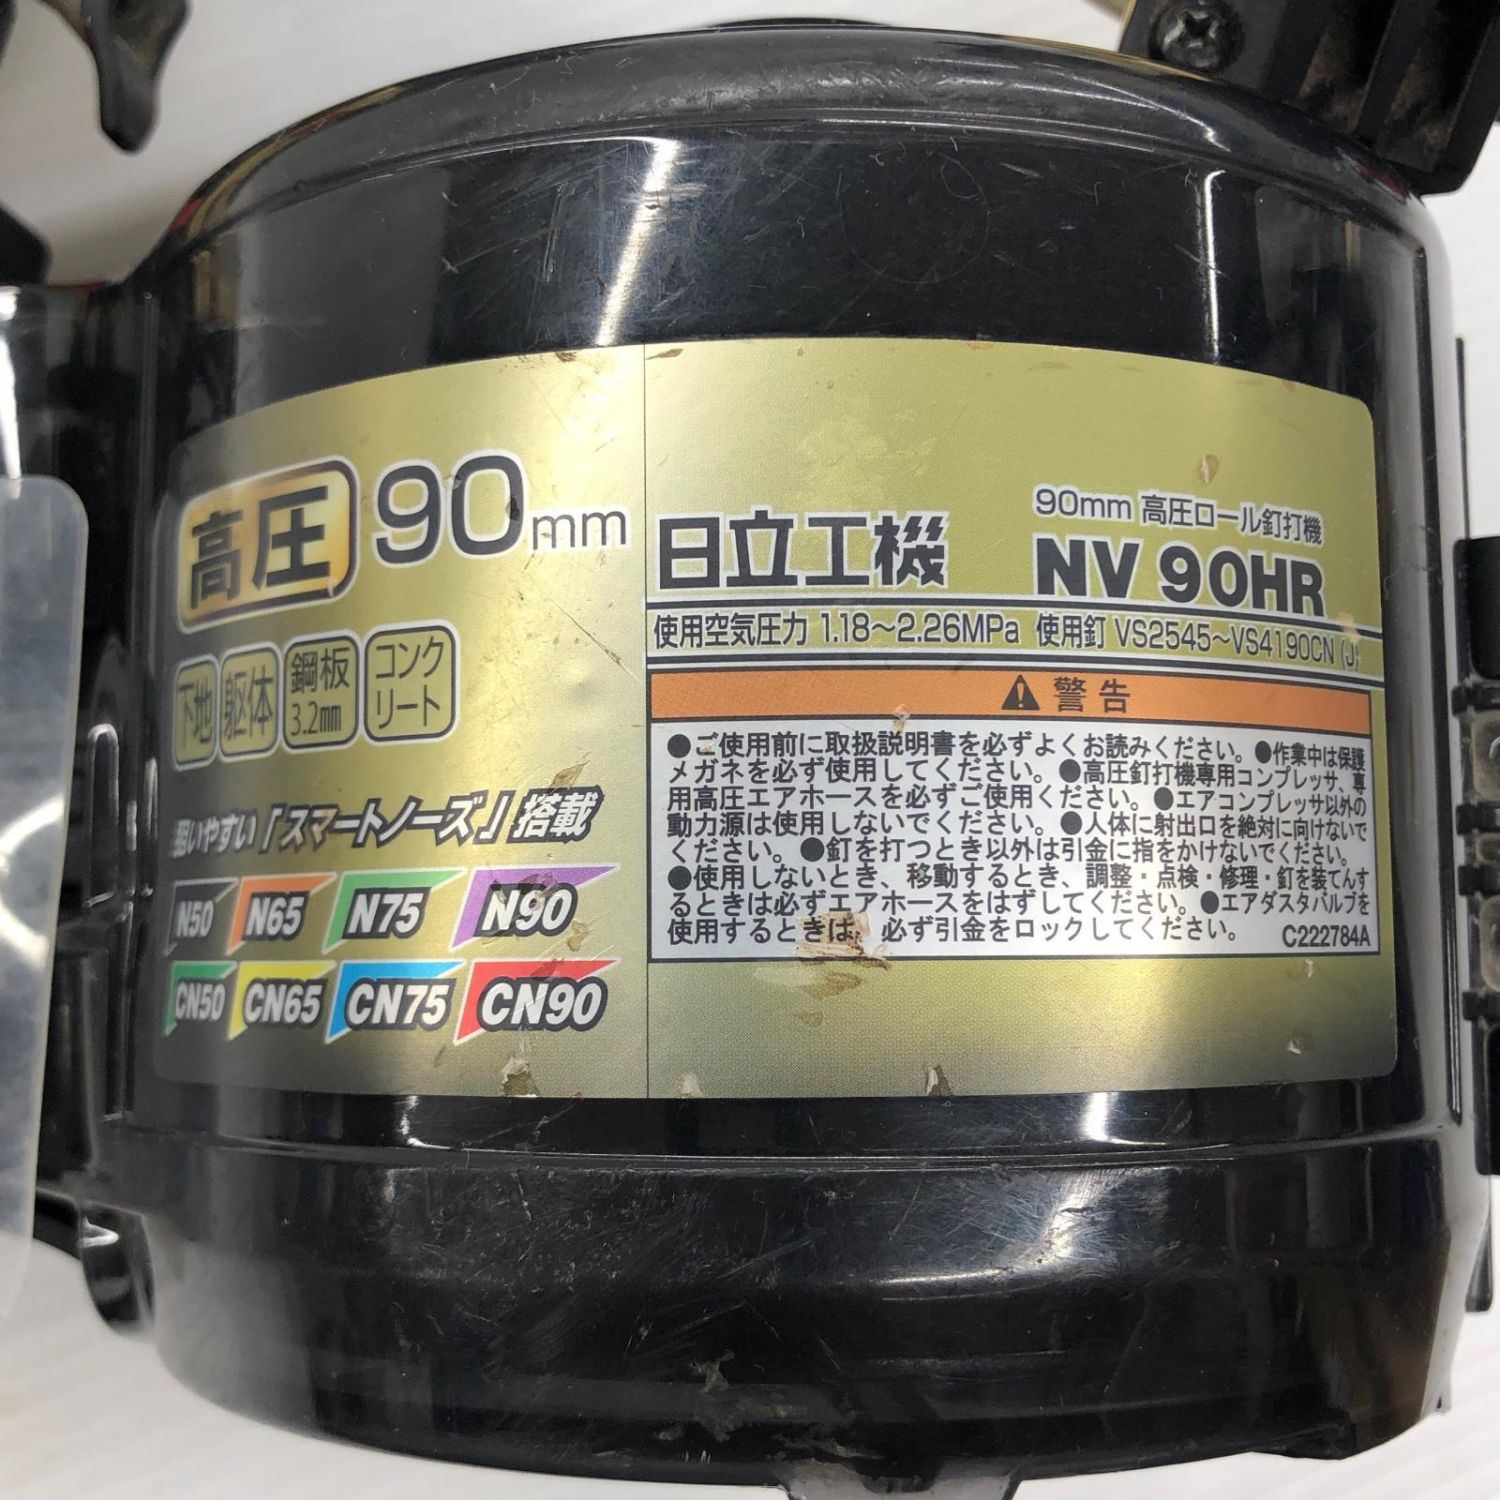 高圧 90mm
下地 躯体 鋼板 3.2mm コンクリート
狙いやすい「スマートノーズ」搭載
N50 N65 N75 N90
CN50 CN65 CN75 CN90
90mm 高圧ロール釘打機
日立工機 NV 90HR
使用空気圧力 1.18~2.26MPa 使用釘 VS2545~VS4190CN (J)
警告
●ご使用前に取扱説明書を必ずよくお読みください。●作業中は保護
メガネを必ず使用してください。●高圧釘打機専用コンプレッサ、専
用高圧エアホースを必ずご使用ください。●エアコンプレッサ以外の
動力源は使用しないでください。●人体に射出口を絶対に向けないで
ください。●釘を打つとき以外は引金に指をかけないでください。
●使用しないとき、移動するとき、調整・点検・修理・釘を装てんす
るときは必ずエアホースをはずしてください。●エアダスタバルブを
使用するときは、必ず引金をロックしてください。 C222784A